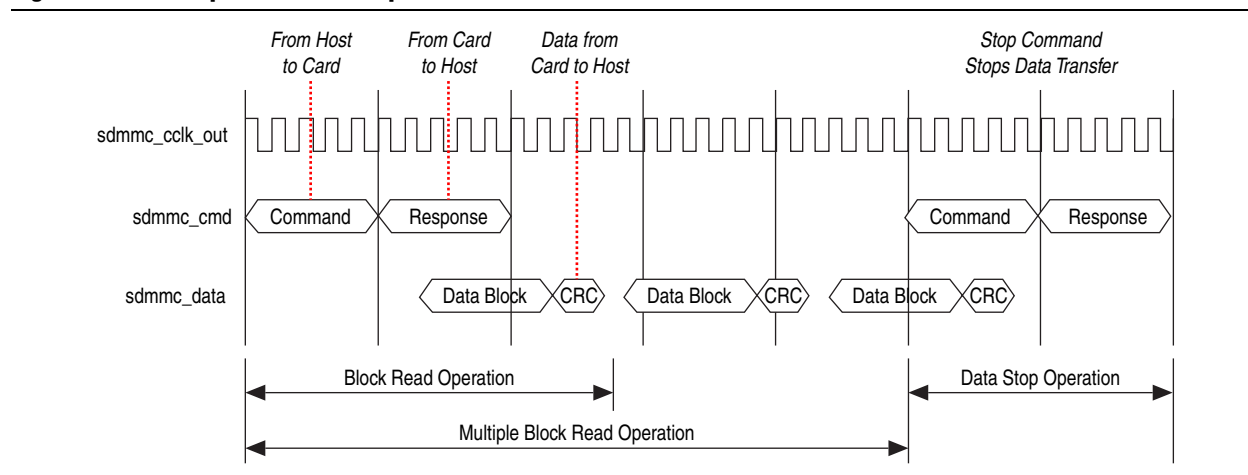 From Host
to Card
From Card
to Host
Data from
Card to Host
Stop Command
Stops Data Transfer
sdmmc_cclk_out
sdmmc_cmd
Command
Response
Command
Response
sdmmc_data
Data Block
CRC
Data Block
CRC
Data Block
CRC
Block Read Operation
Data Stop Operation
Multiple Block Read Operation